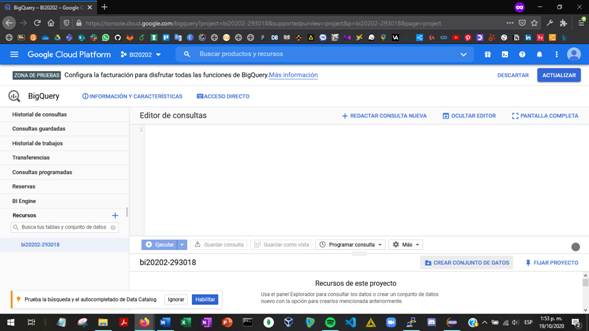 BigQuery – BI20202 – Google C
https://console.cloud.google.com/bigquery?project=bi20202-293018&supportedpurview=project&p=bi20202-293018&page=project
Google Cloud Platform
BI20202
Buscar productos y recursos
ZONA DE PRUEBAS
Configura la facturación para disfrutar todas las funciones de BigQuery.
Más información
DESCARTAR
ACTUALIZAR
BigQuery
INFORMACIÓN Y CARACTERÍSTICAS
ACCESO DIRECTO
Historial de consultas
Consultas guardadas
Historial de trabajos
Transferencias
Consultas programadas
Reservas
BI Engine
Recursos
Busca tus tablas y conjunto de datos
bi20202-293018
Editor de consultas
REDACTAR CONSULTA NUEVA
OCULTAR EDITOR
PANTALLA COMPLETA
1
Ejecutar
Guardar consulta
Guardar como vista
Programar consulta
Más
bi20202-293018
CREAR CONJUNTO DE DATOS
FIJAR PROYECTO
Recursos de este proyecto
Usa el panel Explorador para consultar los datos o crear un conjunto de datos
nuevo con la opción para crearlos mencionada anteriormente.
Prueba la búsqueda y el autocompletado de Data Catalog
Ignorar
Habilitar
ESP
1:53 p. m.
19/10/2020